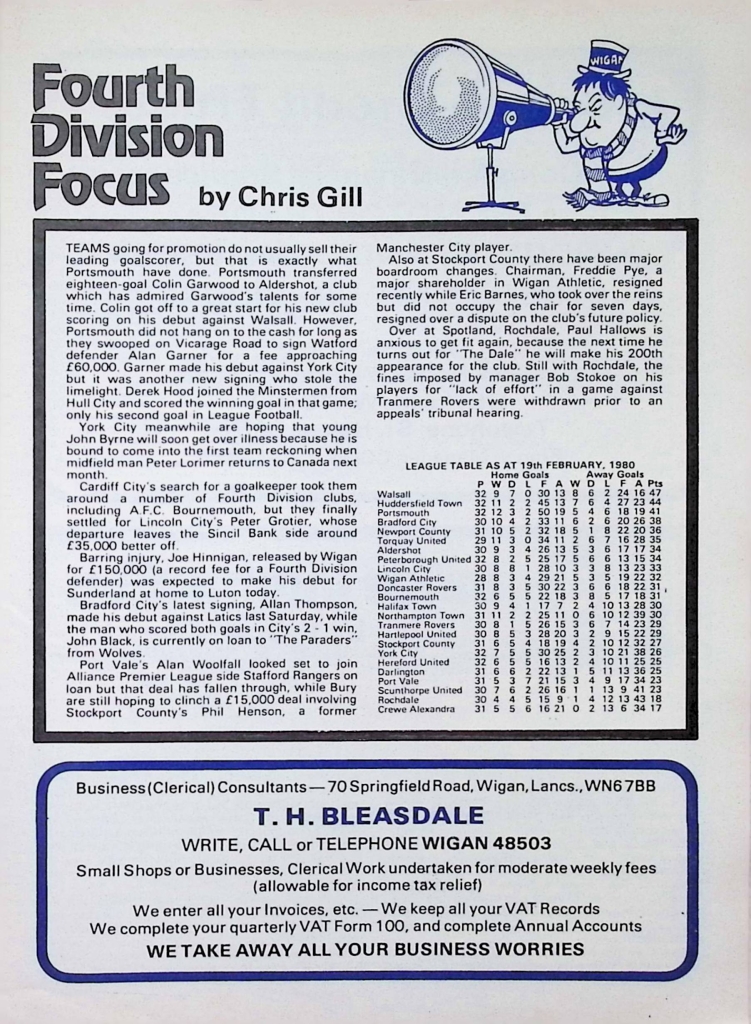 Fourth
Division
Focus by Chris Gill
WIGAN
TEAMS going for promotion do not usually sell their
leading goalscorer, but that is exactly what
Portsmouth have done. Portsmouth transferred
eighteen-goal Colin Garwood to Aldershot, a club
which has admired Garwood's talents for some
time. Colin got off to a great start for his new club
scoring on his debut against Walsall. However,
Portsmouth did not hang on to the cash for long as
they swooped on Vicarage Road to sign Watford
defender Alan Garner for a fee approaching
£60,000. Garner made his debut against York City
but it was another new signing who stole the
limelight. Derek Hood joined the Minstermen from
Hull City and scored the winning goal in that game;
only his second goal in League Football.
York City meanwhile are hoping that young
John Byrne will soon get over illness because he is
bound to come into the first team reckoning when
midfield man Peter Lorimer returns to Canada next
month.
Cardiff City's search for a goalkeeper took them
around a number of Fourth Division clubs,
including A.F.C. Bournemouth, but they finally
settled for Lincoln City's Peter Grotier, whose
departure leaves the Sincil Bank side around
£35,000 better off.
Barring injury, Joe Hinnigan, released by Wigan
for £150,000 (a record fee for a Fourth Division
defender) was expected to make his debut for
Sunderland at home to Luton today.
Bradford City's latest signing, Allan Thompson,
made his debut against Latics last Saturday, while
the man who scored both goals in City's 2 - 1 win,
John Black, is currently on loan to "The Paraders"
from Wolves.
Port Vale's Alan Woolfall looked set to join
Alliance Premier League side Stafford Rangers on
loan but that deal has fallen through, while Bury
are still hoping to clinch a £15,000 deal involving
Stockport County's Phil Henson, a former
Manchester City player.
Also at Stockport County there have been major
boardroom changes. Chairman, Freddie Pye, a
major shareholder in Wigan Athletic, resigned
recently while Eric Barnes, who took over the reins
but did not occupy the chair for seven days,
resigned over a dispute on the club's future policy.
Over at Spotland, Rochdale, Paul Hallows is
anxious to get fit again, because the next time he
turns out for "The Dale" he will make his 200th
appearance for the club. Still with Rochdale, the
fines imposed by manager Bob Stokoe on his
players for "lack of effort" in a game against
Tranmere Rovers were withdrawn prior to an
appeals' tribunal hearing.
LEAGUE TABLE AS AT 19th FEBRUARY, 1980
Home Goals Away Goals
P W D L F A W D L F A Pts
Walsall 32 9 7 0 30 13 8 6 2 24 16 47
Huddersfield Town 32 11 2 2 45 13 7 6 4 27 23 44
Portsmouth 32 12 3 2 50 19 5 4 6 18 19 41
Bradford City 30 10 4 2 33 11 6 2 6 20 26 38
Newport County 31 10 5 2 32 18 5 1 8 22 20 36
Torquay United 29 11 3 0 34 11 2 6 7 16 28 35
Aldershot 30 9 3 4 26 13 5 3 6 17 17 34
Peterborough United 32 8 2 5 25 17 5 6 6 13 15 34
Lincoln City 30 8 8 1 28 10 3 3 8 13 23 33
Wigan Athletic 28 8 3 4 29 21 5 3 5 19 22 32
Doncaster Rovers 31 8 3 5 30 22 3 6 6 18 22 31
Bournemouth 32 6 5 5 22 18 3 8 5 17 18 31
Halifax Town 30 9 4 1 17 7 2 4 10 13 28 30
Northampton Town 31 11 2 2 25 11 0 6 10 12 39 30
Tranmere Rovers 30 8 1 5 26 15 3 6 7 14 23 29
Hartlepool United 30 8 5 3 28 20 3 2 9 15 22 29
Stockport County 31 6 5 4 18 19 4 2 10 12 32 27
York City 32 7 5 5 30 25 2 3 10 21 38 26
Hereford United 32 6 5 5 16 13 2 4 10 11 25 25
Darlington 31 6 6 2 22 13 1 5 11 13 36 25
Port Vale 31 5 3 7 21 15 3 4 9 17 34 23
Scunthorpe United 30 7 6 2 26 16 1 1 13 9 41 23
Rochdale 30 4 4 5 15 9 1 4 12 13 43 18
Crewe Alexandra 31 5 5 6 16 21 0 2 13 6 34 17
Business (Clerical) Consultants — 70 Springfield Road, Wigan, Lancs., WN6 7BB
T. H. BLEASDALE
WRITE, CALL or TELEPHONE WIGAN 48503
Small Shops or Businesses, Clerical Work undertaken for moderate weekly fees
(allowable for income tax relief)
We enter all your Invoices, etc. — We keep all your VAT Records
We complete your quarterly VAT Form 100, and complete Annual Accounts
WE TAKE AWAY ALL YOUR BUSINESS WORRIES